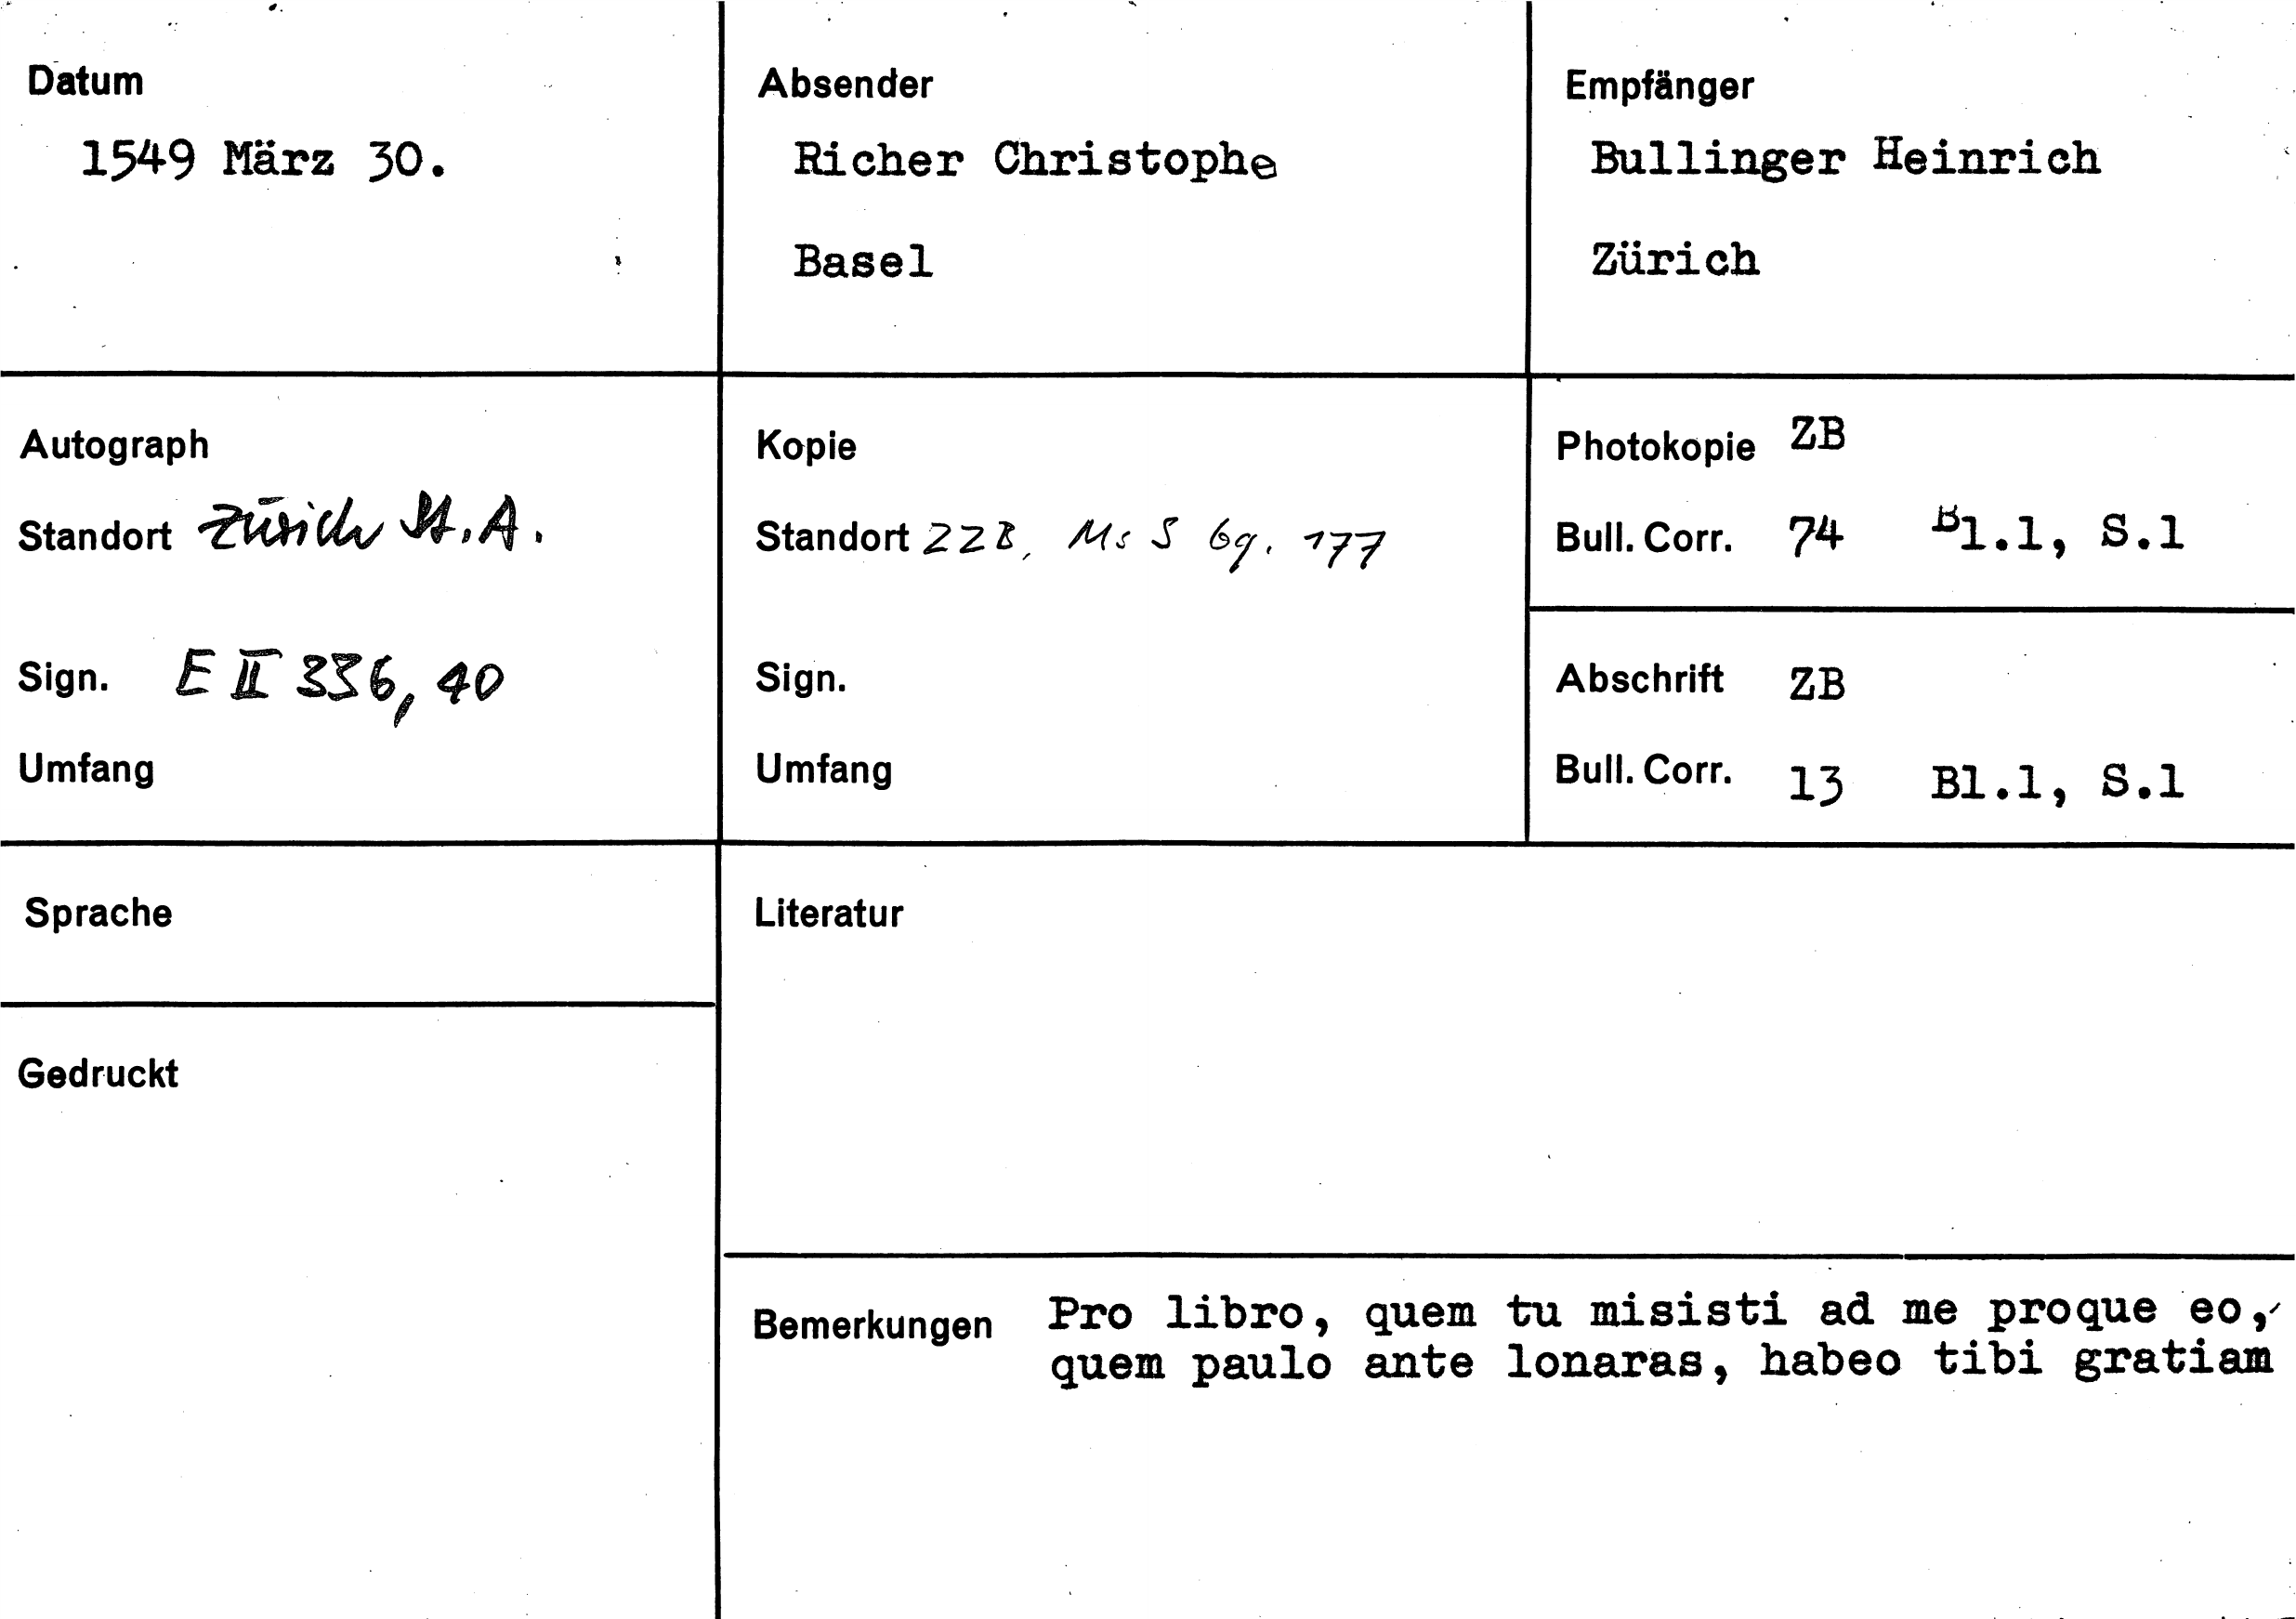 Datum
1549 März 30.
Absender
Richer Christophe
Basel
Empfänger
Bullinger Heinrich
Zürich
Autograph
Standort Zürich St.A.
Sign. E II 336, 40
Umfang
Kopie
Standort ZZB, Ms S 69. 177
Sign.
Umfang
Photokopie ZB
Bull. Corr. 74 Bl.1, S.1
Abschrift ZB
Bull. Corr. 13 Bl.1, S.1
Sprache
Gedruckt
Literatur
Bemerkungen Pro libro, quem tu misisti ad me proque eo,
quem paulo ante lonaras, habeo tibi gratiam